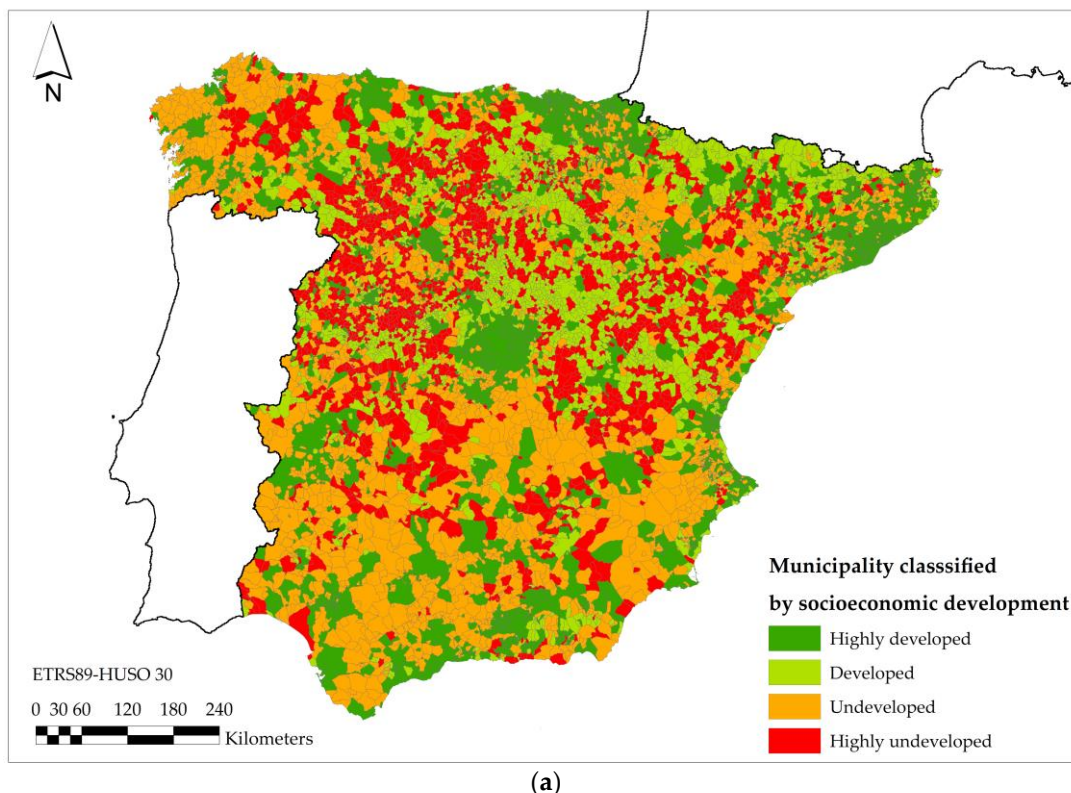 N
Municipality classsified
by socioeconomic development
Highly developed
Developed
Undeveloped
Highly undeveloped
ETRS89-HUSO 30
0 30 60 120 180 240
Kilometers
(a)